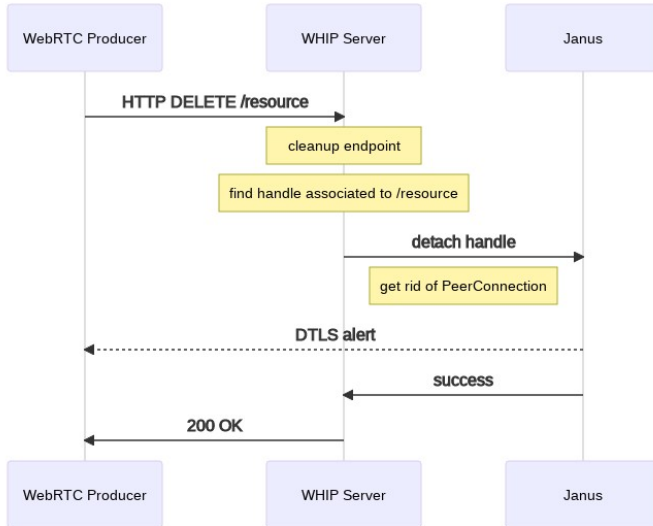 WebRTC Producer
WHIP Server
Janus
HTTP DELETE /resource
cleanup endpoint
find handle associated to /resource
detach handle
get rid of PeerConnection
DTLS alert
success
200 OK
WebRTC Producer
WHIP Server
Janus